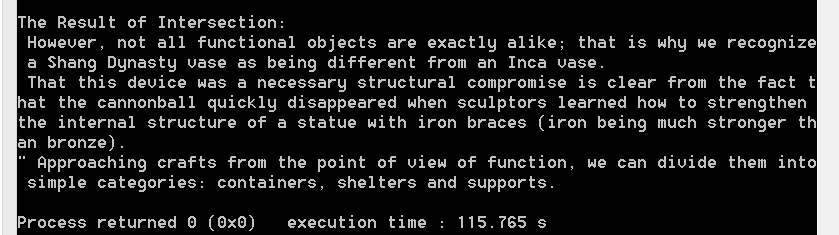 The Result of Intersection:
However, not all functional objects are exactly alike; that is why we recognize
a Shang Dynasty vase as being different from an Inca vase.
That this device was a necessary structural compromise is clear from the fact t
hat the cannonball quickly disappeared when sculptors learned how to strengthen
the internal structure of a statue with iron braces (iron being much stronger th
an bronze).
" Approaching crafts from the point of view of function, we can divide them into
simple categories: containers, shelters and supports.
Process returned 0 (0x0)   execution time : 115.765 s